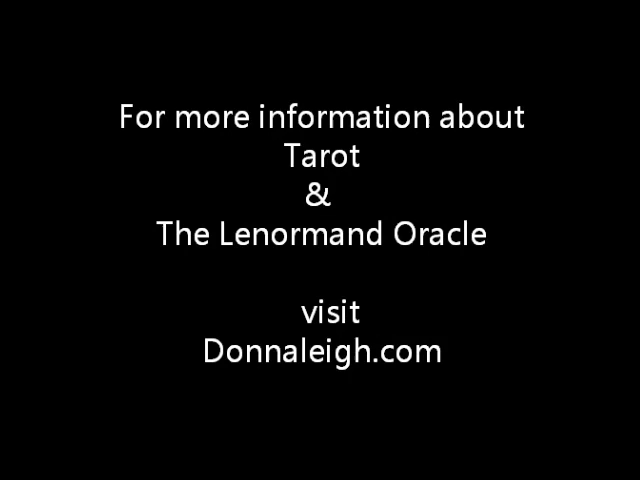 For more information about
Tarot
&
The Lenormand Oracle
visit
Donnaleigh.com